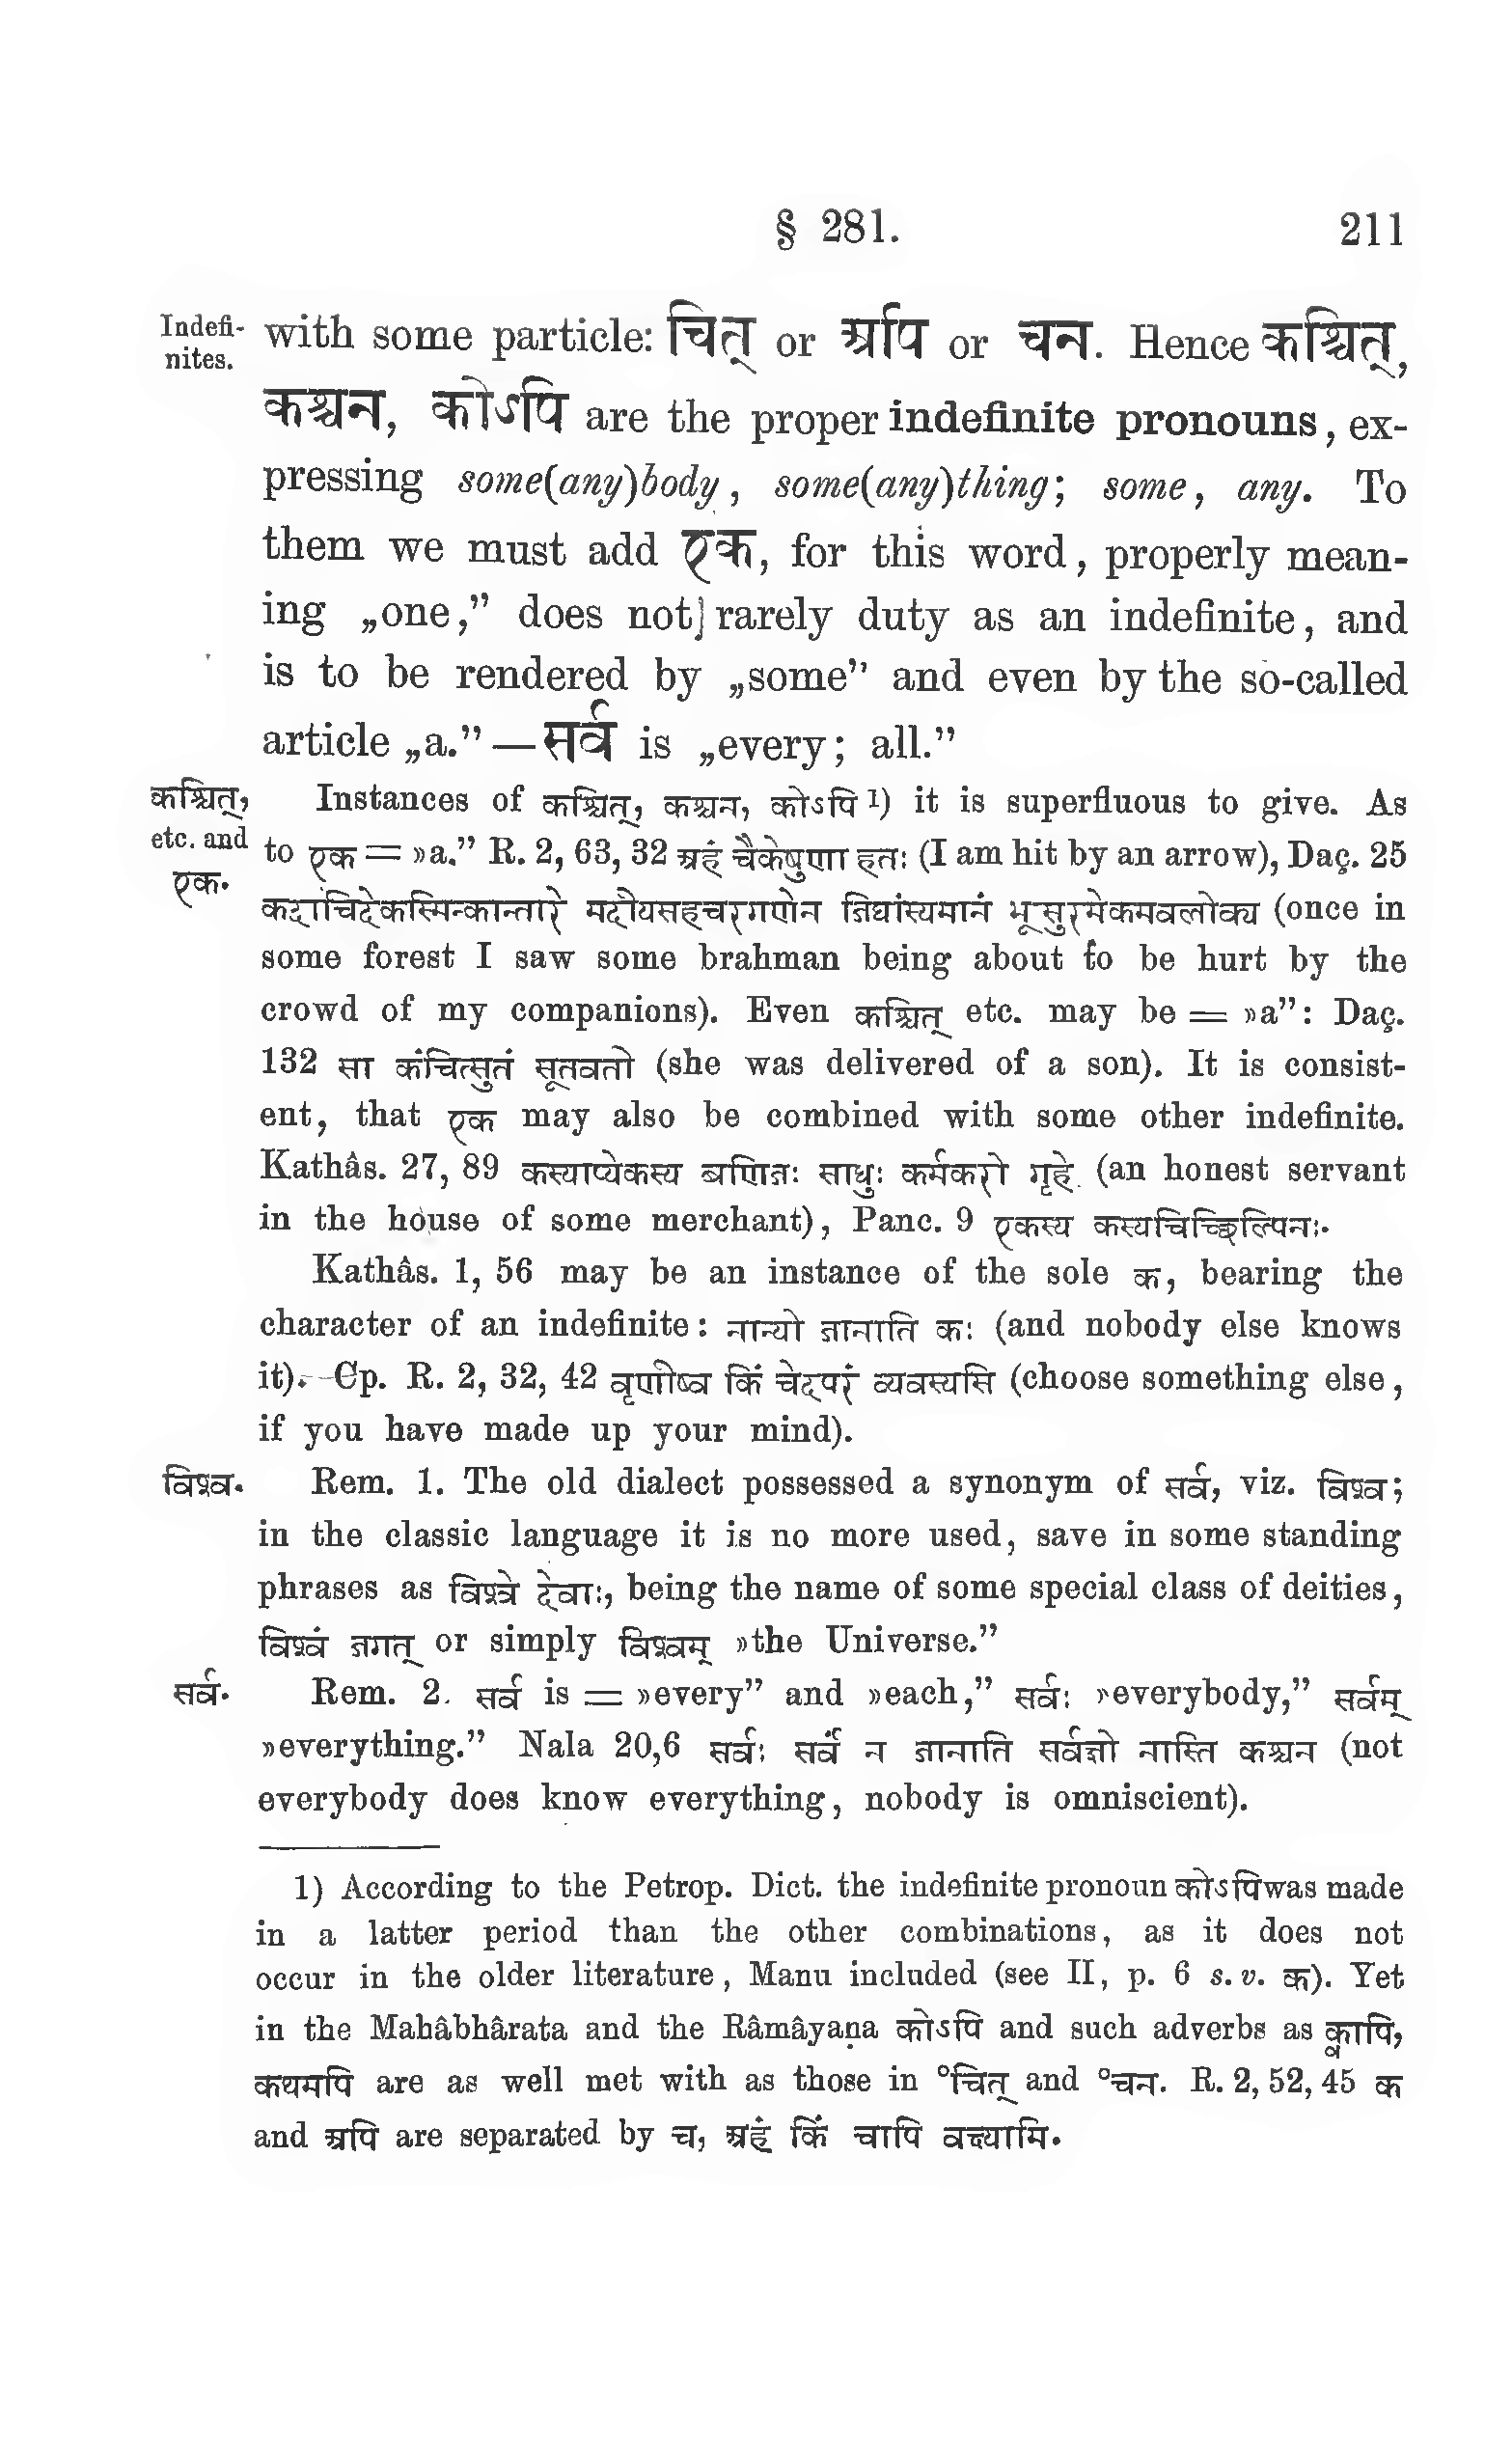 § 281. 211
Indefi- with some particle: चित् or अपि or चन. Hence कश्चित्,
nites.
कश्चन, कोऽपि are the proper indefinite pronouns, ex-
pressing some(any)body, some(any)thing; some, any. To
them we must add एक, for this word, properly mean-
ing „one,” does not rarely duty as an indefinite, and
is to be rendered by „some” and even by the so-called
article „a.” — सर्व is „every; all.”
कश्चित्, Instances of कश्चित्, कश्चन, कोऽपि ¹) it is superfluous to give. As
etc. and to एक = »a.” R. 2, 63, 32 अहं चैकेषुणा हतः (I am hit by an arrow), Daç. 25
एक.
कदाचिदेकस्मिन्कान्तारे मदीयसहचरगणेन जिघांस्यमानं भूसुरमेकमवलोक्य (once in
some forest I saw some brahman being about to be hurt by the
crowd of my companions). Even कश्चित् etc. may be = »a”: Daç.
132 सा कंचित्सुतं सूतवती (she was delivered of a son). It is consist-
ent, that एक may also be combined with some other indefinite.
Kathâs. 27, 89 कस्याप्येकस्य वणिजः साधुः कर्मकरो गृहे (an honest servant
in the house of some merchant), Panc. 9 एकस्य कस्यचिच्छिल्पिनः.
Kathâs. 1, 56 may be an instance of the sole क, bearing the
character of an indefinite: नान्यो जानाति कः (and nobody else knows
it). — Cp. R. 2, 32, 42 वृणीष्व किं चेदपरं व्यवस्यसि (choose something else,
if you have made up your mind).
विश्व. Rem. 1. The old dialect possessed a synonym of सर्व, viz. विश्व;
in the classic language it is no more used, save in some standing
phrases as विश्वे देवाः, being the name of some special class of deities,
विश्वं जगत् or simply विश्वम् »the Universe.”
सर्व. Rem. 2. सर्व is = »every” and »each,” सर्वः »everybody,” सर्वम्
»everything.” Nala 20,6 सर्वः सर्वं न जानाति सर्वज्ञो नास्ति कश्चन (not
everybody does know everything, nobody is omniscient).
1) According to the Petrop. Dict. the indefinite pronoun कोऽपि was made
in a latter period than the other combinations, as it does not
occur in the older literature, Manu included (see II, p. 6 s. v. क). Yet
in the Mahâbhârata and the Râmâyaṇa कोऽपि and such adverbs as क्वापि,
कथमपि are as well met with as those in °चित् and °चन. R. 2, 52, 45 क
and अपि are separated by च, अहं किं चापि वक्ष्यामि.